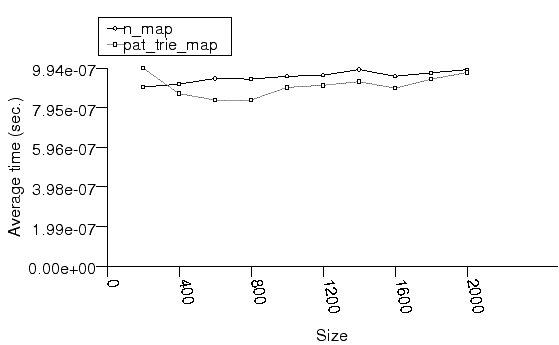 n_map
pat_trie_map
9.94e-07
7.95e-07
5.96e-07
3.98e-07
1.99e-07
0.00e+00
Average time (sec.)
0
400
800
1200
1600
2000
Size